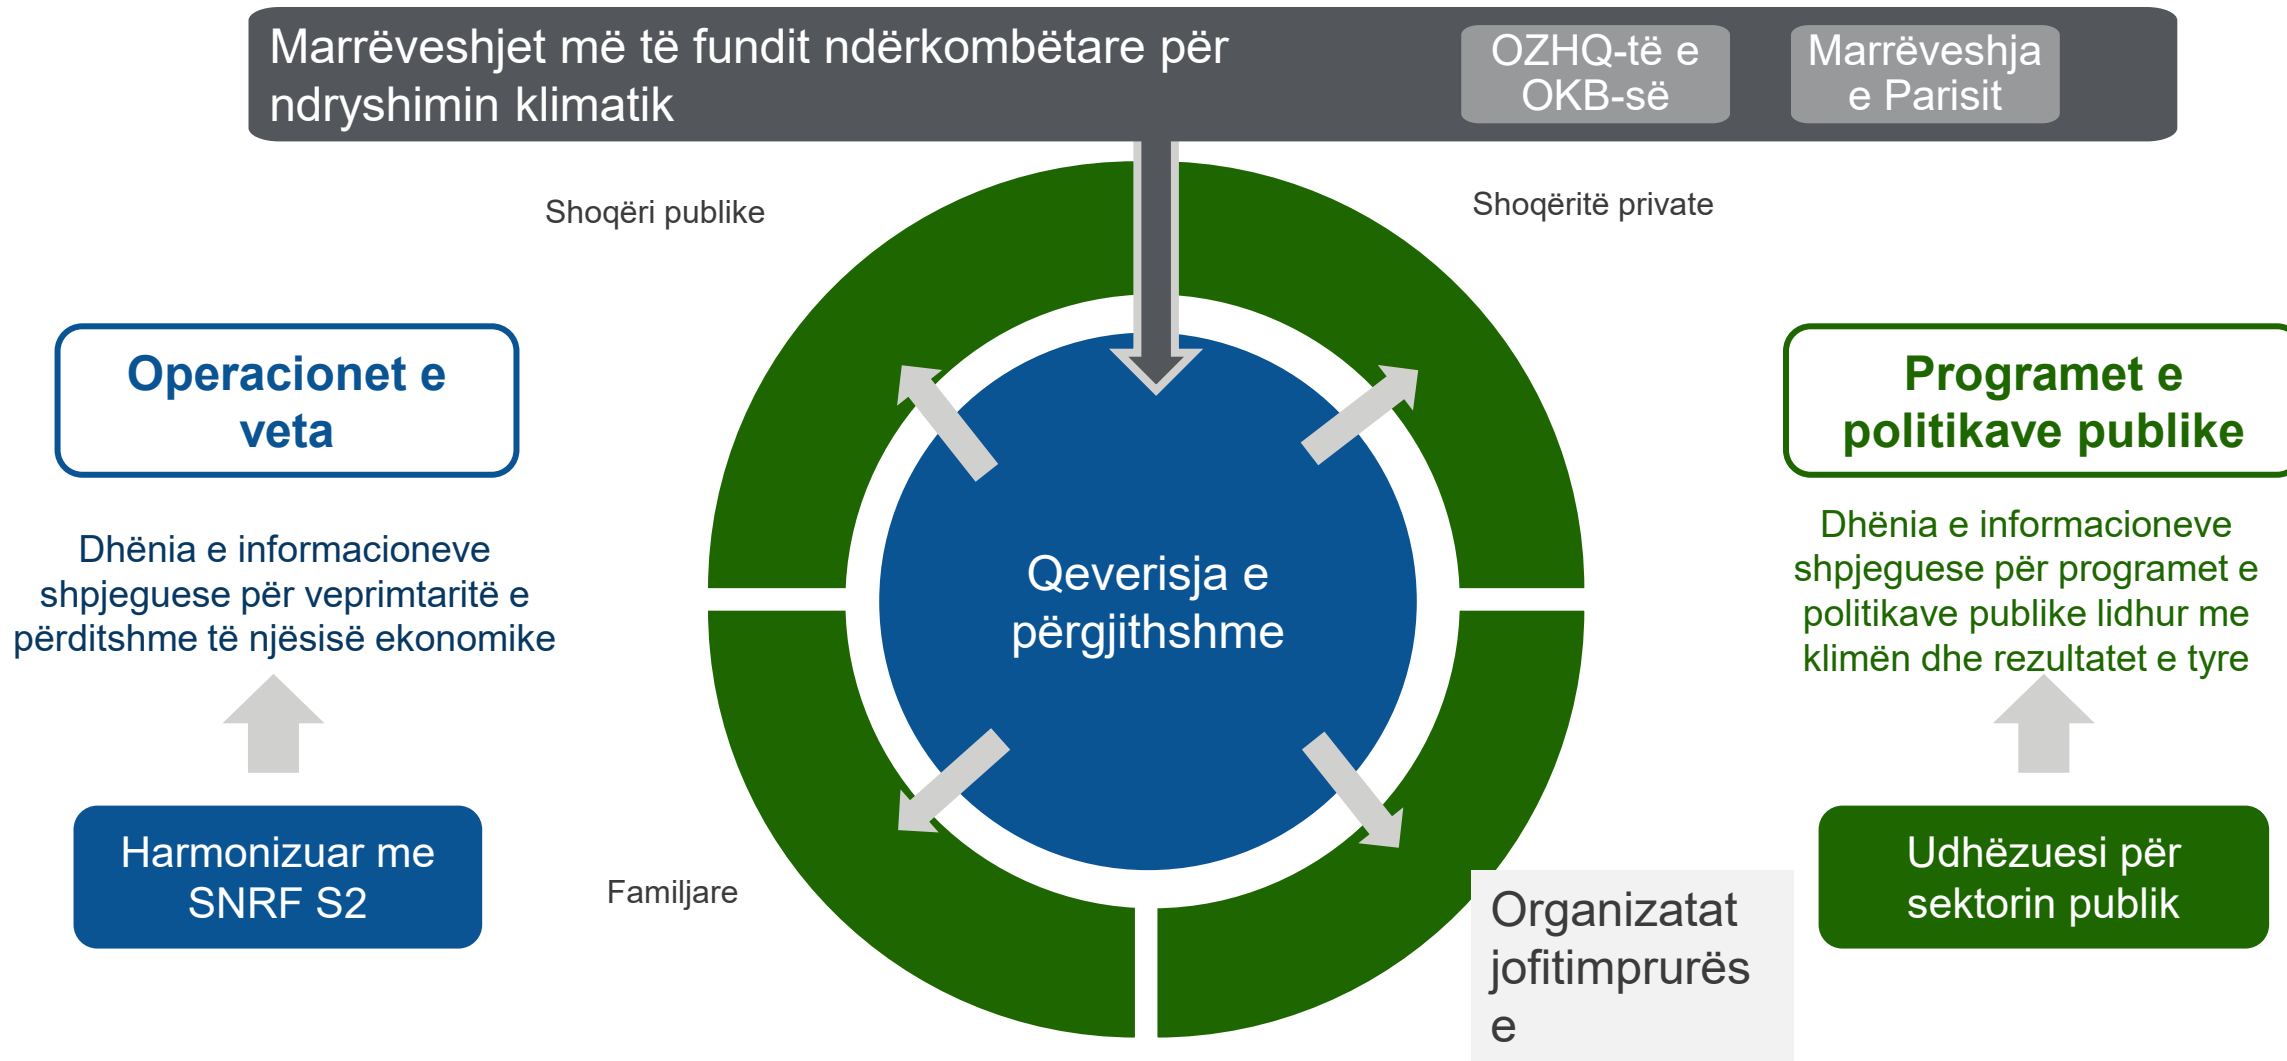 Marrëveshjet më të fundit ndërkombëtare për
ndryshimin klimatik
OZHQ-të e
OKB-së
Marrëveshja
e Parisit
Shoqëri publike
Shoqëritë private
Operacionet e
veta
Dhënia e informacioneve
shpjeguese për veprimtaritë e
përditshme të njësisë ekonomike
Harmonizuar me
SNRF S2
Qeverisja e
përgjithshme
Familjare
Organizatat
jofitimprurës
e
Programet e
politikave publike
Dhënia e informacioneve
shpjeguese për programet e
politikave publike lidhur me
klimën dhe rezultatet e tyre
Udhëzuesi për
sektorin publik